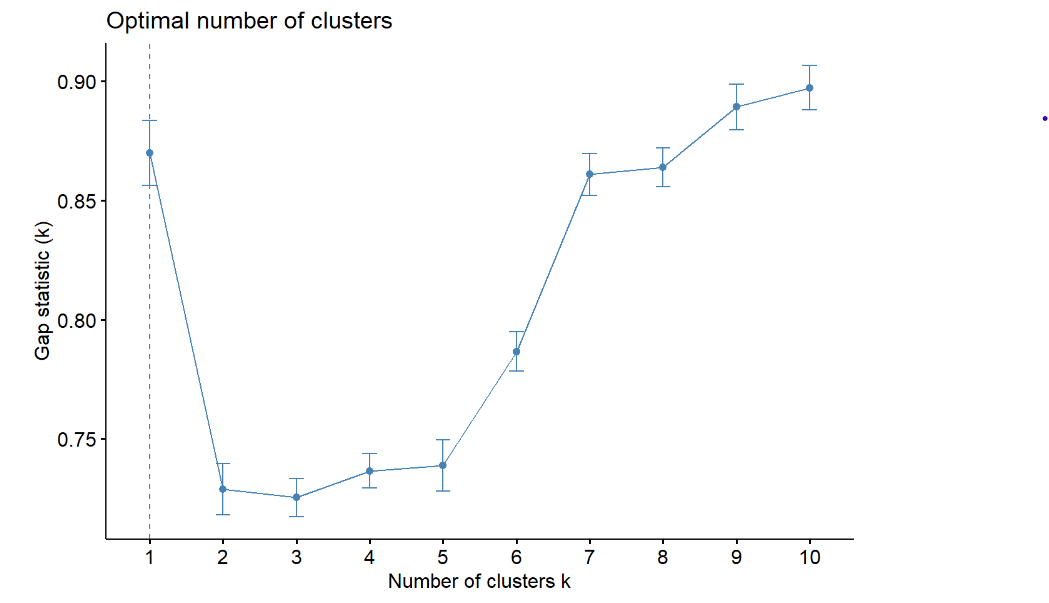 Optimal number of clusters
0.90
0.85
0.80
0.75
Gap statistic (k)
1 2 3 4 5 6 7 8 9 10
Number of clusters k